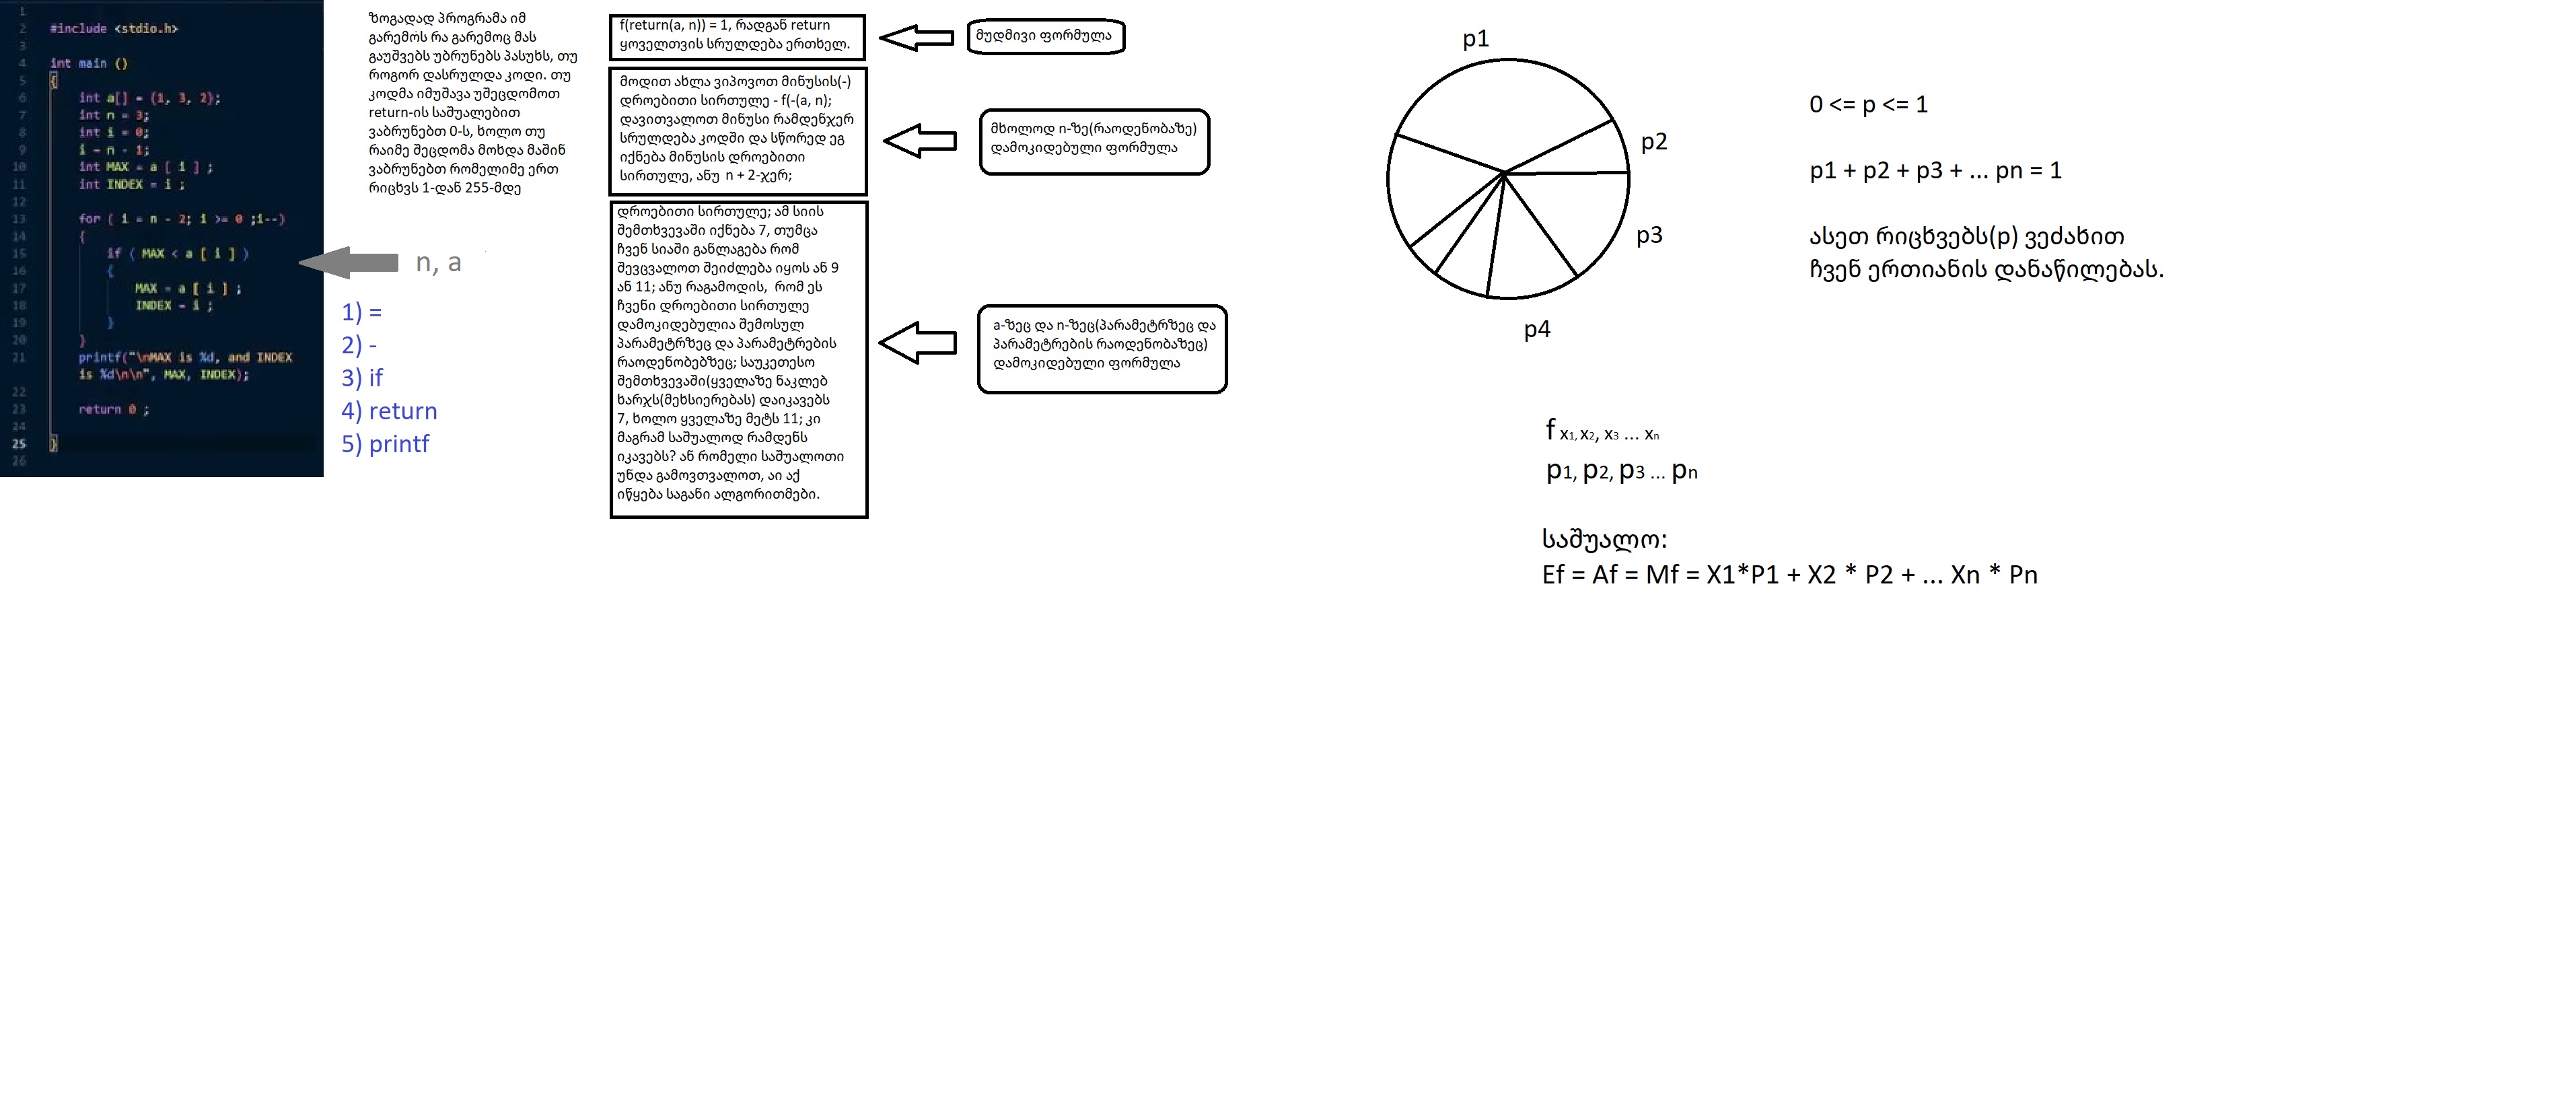 1
2 #include <stdio.h>
3
4 int main ()
5 {
6 int a[] = {1, 3, 2};
7 int n = 3;
8 int i = 0;
9 i = n - 1;
10 int MAX = a [ i ] ;
11 int INDEX = i ;
12
13 for ( i = n - 2; i >= 0 ;i--)
14 {
15 if ( MAX < a [ i ] )
16 {
17 MAX = a [ i ] ;
18 INDEX = i ;
19 }
20 }
21 printf("\nMAX is %d, and INDEX
is %d\n\n", MAX, INDEX);
22
23 return 0 ;
24
25 }
26
ზოგადად პროგრამა იმ
გარემოს რა გარემოც მას
გაუშვებს უბრუნებს პასუხს, თუ
როგორ დასრულდა კოდი. თუ
კოდმა იმუშავა უშეცდომოთ
return-ის საშუალებით
ვაბრუნებთ 0-ს, ხოლო თუ
რაიმე შეცდომა მოხდა მაშინ
ვაბრუნებთ რომელიმე ერთ
რიცხვს 1-დან 255-მდე
n, a
1) =
2) -
3) if
4) return
5) printf
f(return(a, n)) = 1, რადგან return
ყოველთვის სრულდება ერთხელ.
მუდმივი ფორმულა
მოდით ახლა ვიპოვოთ მინუსის(-)
დროებითი სირთულე - f(-(a, n);
დავითვალოთ მინუსი რამდენჯერ
სრულდება კოდში და სწორედ ეგ
იქნება მინუსის დროებითი
სირთულე, ანუ n + 2-ჯერ;
მხოლოდ n-ზე(რაოდენობაზე)
დამოკიდებული ფორმულა
დროებითი სირთულე; ამ სიის
შემთხვევაში იქნება 7, თუმცა
ჩვენ სიაში განლაგება რომ
შევცვალოთ შეიძლება იყოს ან 9
ან 11; ანუ რაგამოდის, რომ ეს
ჩვენი დროებითი სირთულე
დამოკიდებულია შემოსულ
პარამეტრზეც და პარამეტრების
რაოდენობებზეც; საუკეთესო
შემთხვევაში(ყველაზე ნაკლებ
ხარჯს(მეხსიერებას) დაიკავებს
7, ხოლო ყველაზე მეტს 11; კი
მაგრამ საშუალოდ რამდენს
იკავებს? ან რომელი საშუალოთი
უნდა გამოვთვალოთ, აი აქ
იწყება საგანი ალგორითმები.
a-ზეც და n-ზეც(პარამეტრზეც და
პარამეტრების რაოდენობაზეც)
დამოკიდებული ფორმულა
p1
p2
p3
p4
0 <= p <= 1
p1 + p2 + p3 + ... pn = 1
ასეთ რიცხვებს(p) ვეძახით
ჩვენ ერთიანის დანაწილებას.
f x1, x2, x3 ... xn
p1, p2, p3 ... pn
საშუალო:
Ef = Af = Mf = X1*P1 + X2 * P2 + ... Xn * Pn